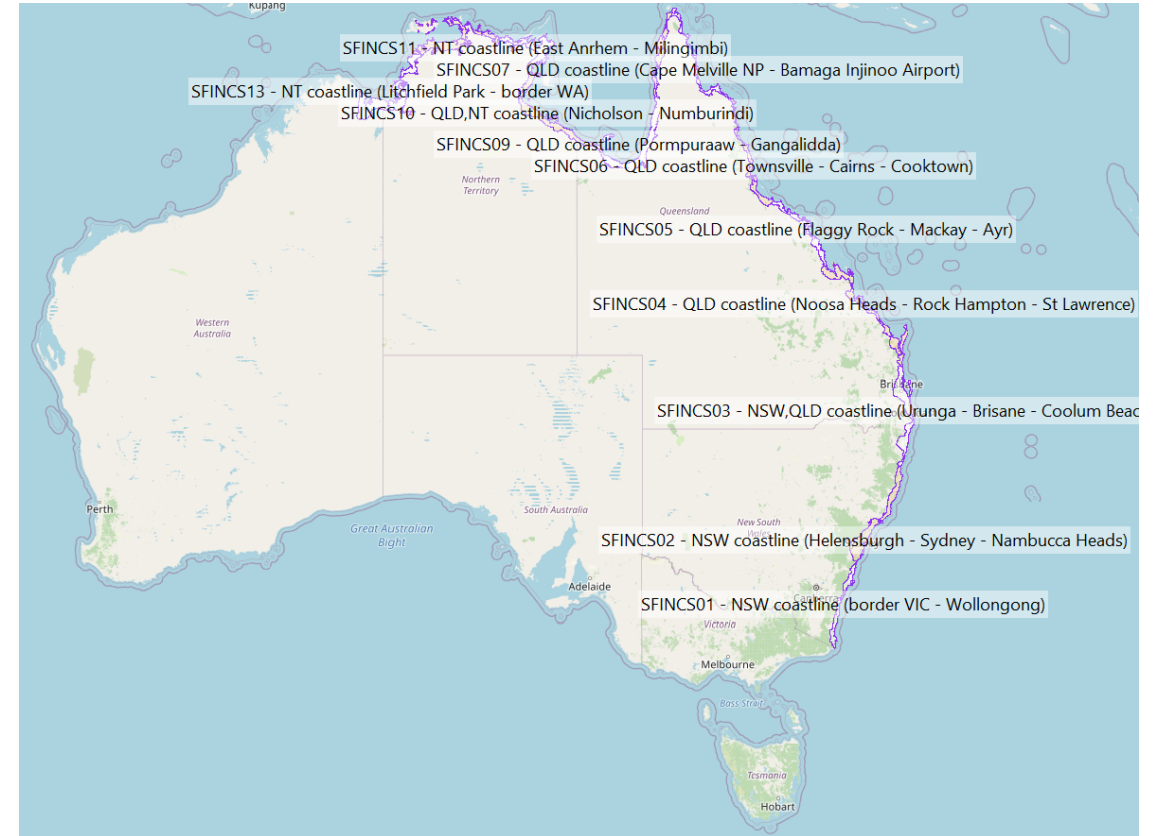 Kupang
SFINCS11 - NT coastline (East Anrhem - Milingimbi)
SFINCS07 - QLD coastline (Cape Melville NP - Bamaga Injinoo Airport)
SFINCS13 - NT coastline (Litchfield Park - border WA)
SFINCS10 - QLD,NT coastline (Nicholson - Numburindi)
SFINCS09 - QLD coastline (Pormpuraaw - Gangalidda)
SFINCS06 - QLD coastline (Townsville - Cairns - Cooktown)
Northern
Territory
Queensland
SFINCS05 - QLD coastline (Flaggy Rock - Mackay - Ayr)
SFINCS04 - QLD coastline (Noosa Heads - Rock Hampton - St Lawrence)
Western
Australia
Brisbane
SFINCS03 - NSW,QLD coastline (Urunga - Brisane - Coolum Beac
Perth
South Australia
Great Australian
Bight
New South
Wales
SFINCS02 - NSW coastline (Helensburgh - Sydney - Nambucca Heads)
Adelaide
Canberra
SFINCS01 - NSW coastline (border VIC - Wollongong)
Victoria
Melbourne
Bass Strait
Tasmania
Hobart